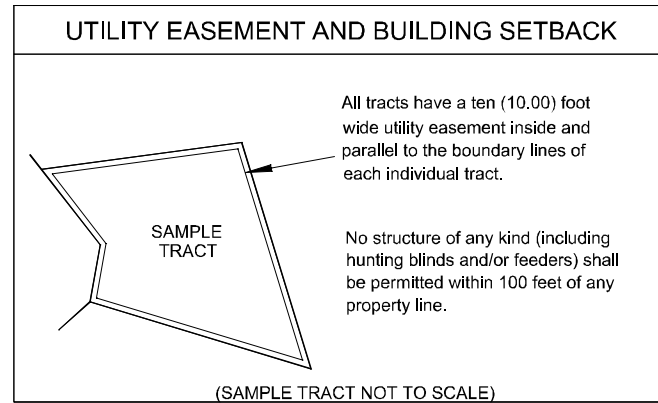 UTILITY EASEMENT AND BUILDING SETBACK
All tracts have a ten (10.00) foot
wide utility easement inside and
parallel to the boundary lines of
each individual tract.
SAMPLE
TRACT
No structure of any kind (including
hunting blinds and/or feeders) shall
be permitted within 100 feet of any
property line.
(SAMPLE TRACT NOT TO SCALE)